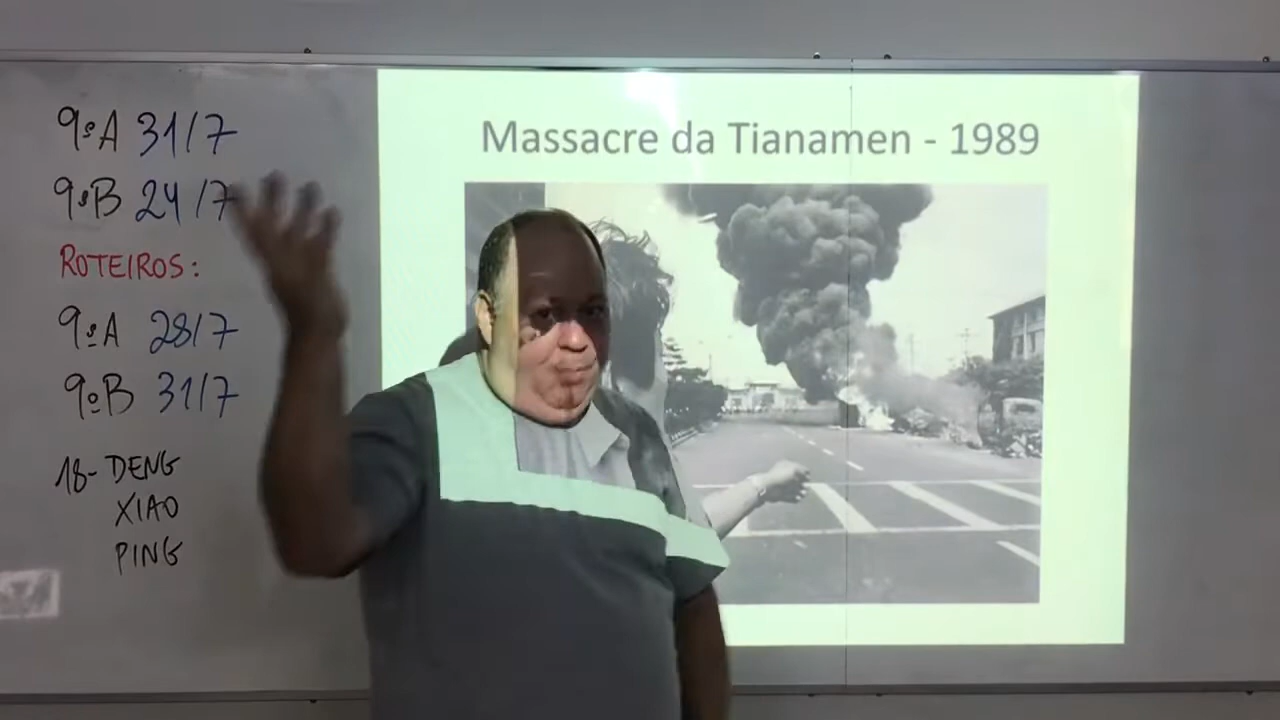 9ºA 31/7
9ºB 24/7
ROTEIROS:
9ºA 28/7
9ºB 31/7
18- DENG
XIAO
PING
Massacre da Tianamen - 1989